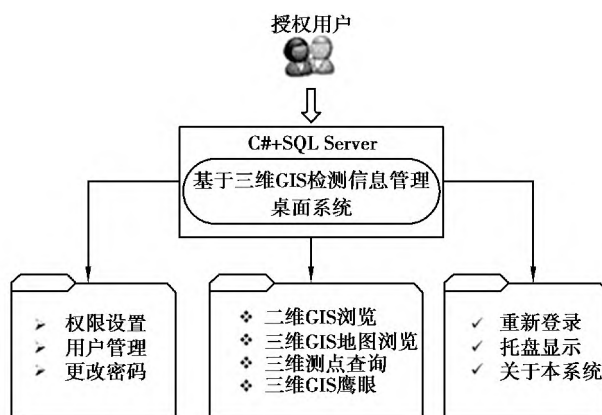 授权用户
C#+SQL Server
基于三维GIS检测信息管理
桌面系统
权限设置
用户管理
更改密码
二维GIS浏览
三维GIS地图浏览
三维测点查询
三维GIS鹰眼
重新登录
托盘显示
关于本系统